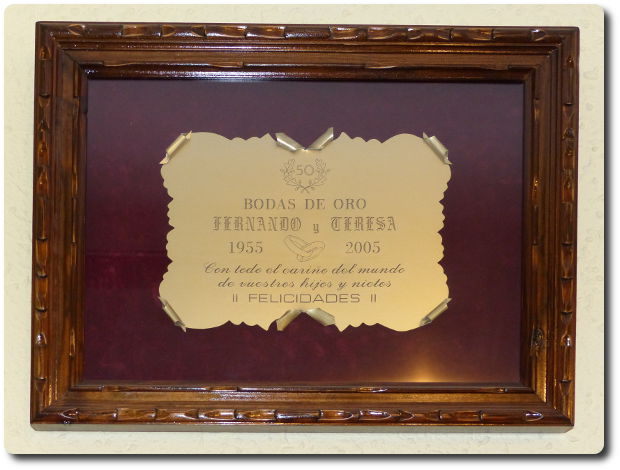 50
BODAS DE ORO
FERNANDO y TERESA
1955 2005
Con todo el cariño del mundo
de vuestros hijos y nietos
¡¡ FELICIDADES !!